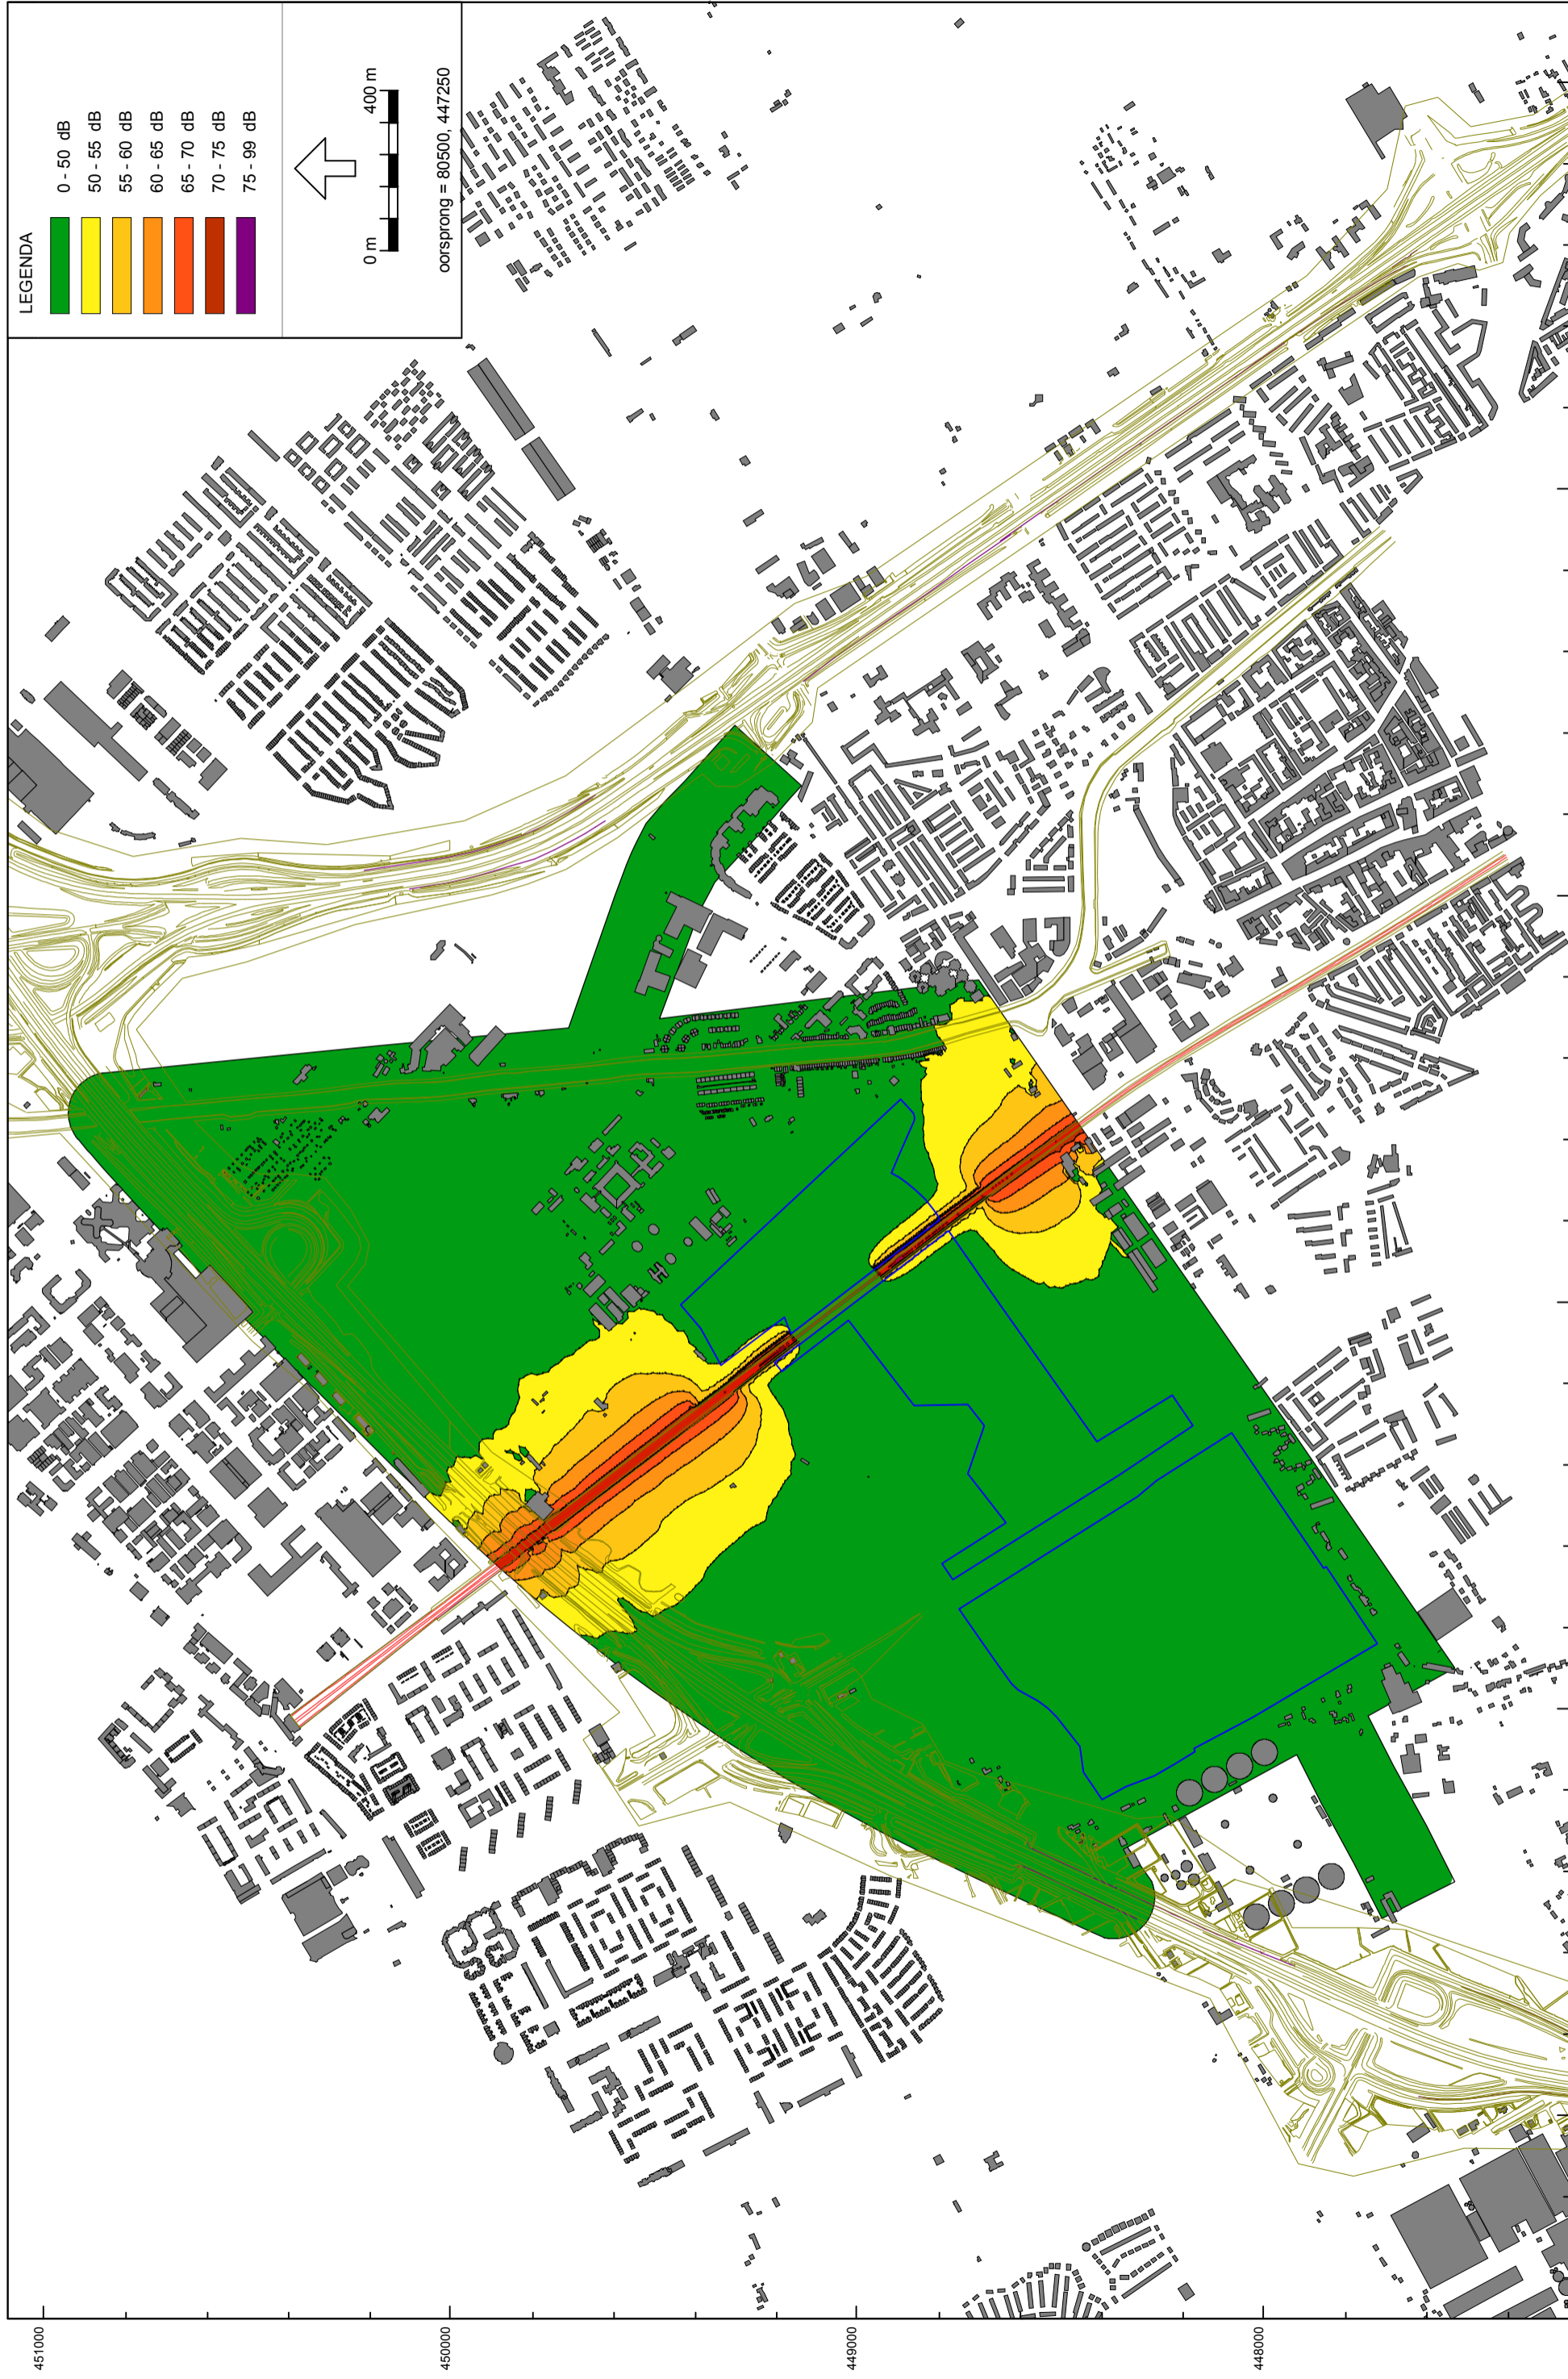 LEGENDA
0 - 50 dB
50 - 55 dB
55 - 60 dB
60 - 65 dB
65 - 70 dB
70 - 75 dB
75 - 99 dB
0 m 400 m
oorsprong = 80500, 447250
451000
450000
449000
448000